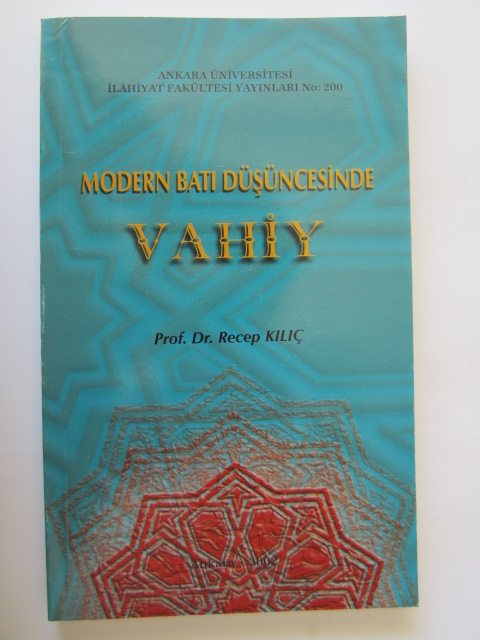 ANKARA ÜNİVERSİTESİ
İLÂHİYAT FAKÜLTESİ YAYINLARI No: 200
MODERN BATI DÜŞÜNCESİNDE
VAHİY
Prof. Dr. Recep KILIÇ
Ankara